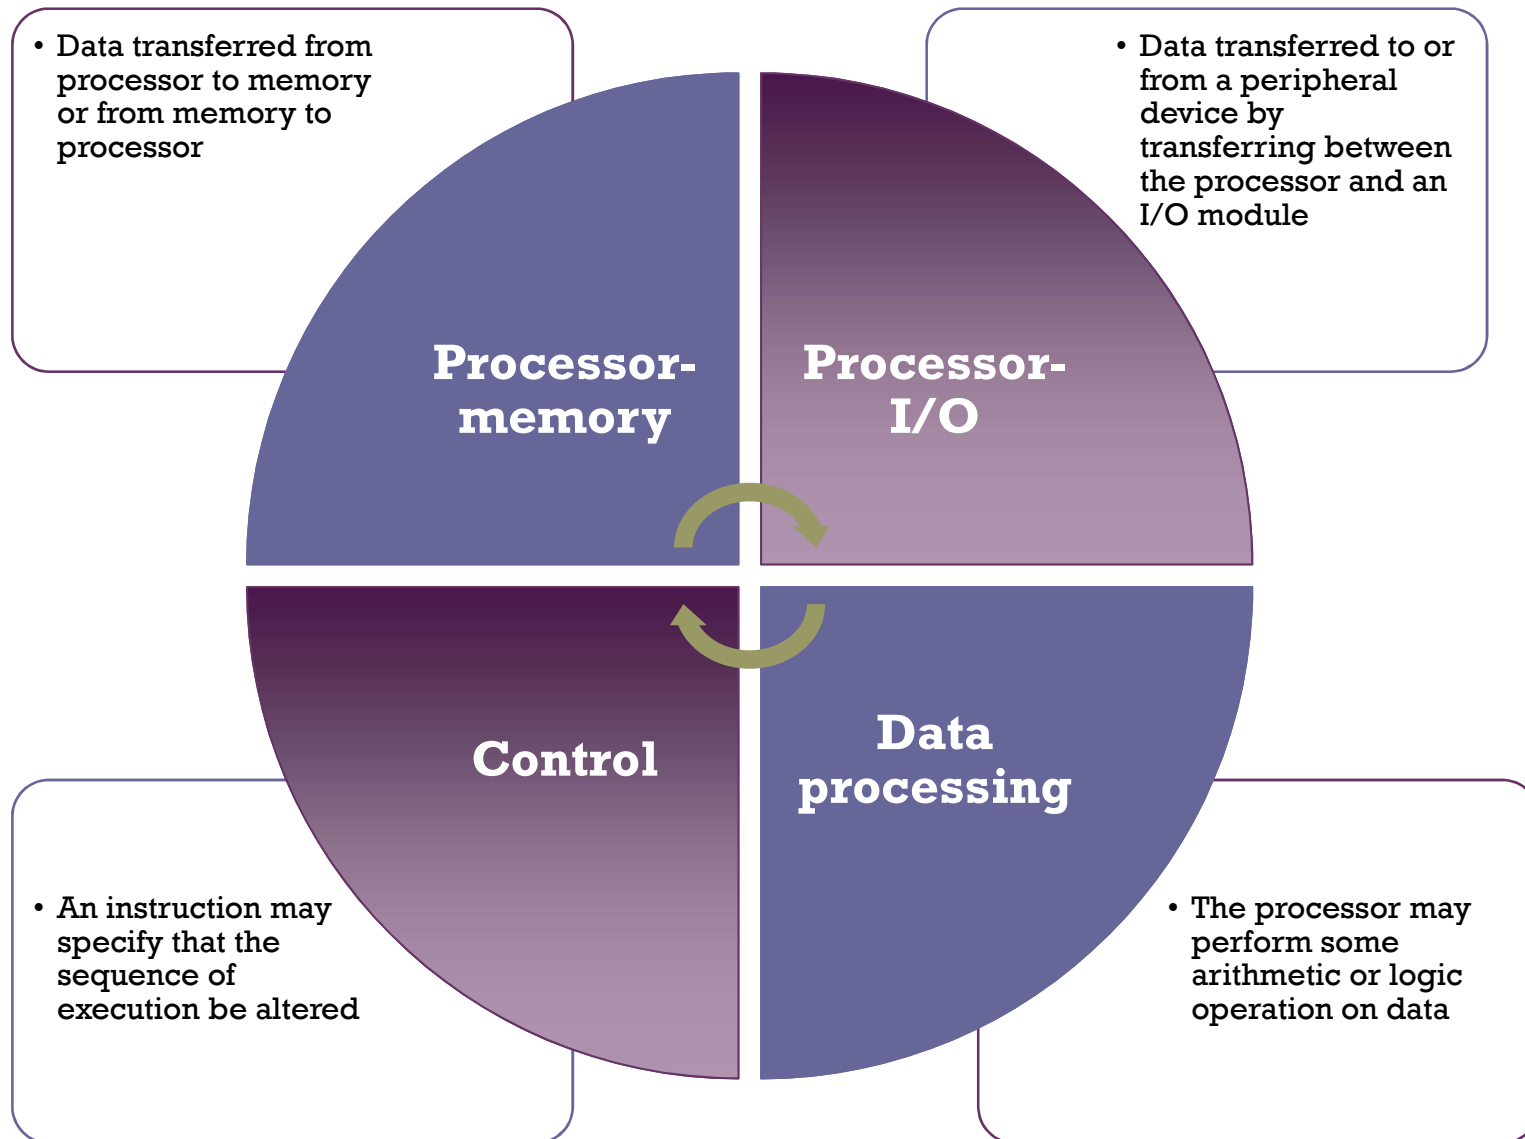 • Data transferred from
processor to memory
or from memory to
processor
• Data transferred to or
from a peripheral
device by
transferring between
the processor and an
I/O module
Processor-
memory
Processor-
I/O
Control
Data
processing
• An instruction may
specify that the
sequence of
execution be altered
• The processor may
perform some
arithmetic or logic
operation on data